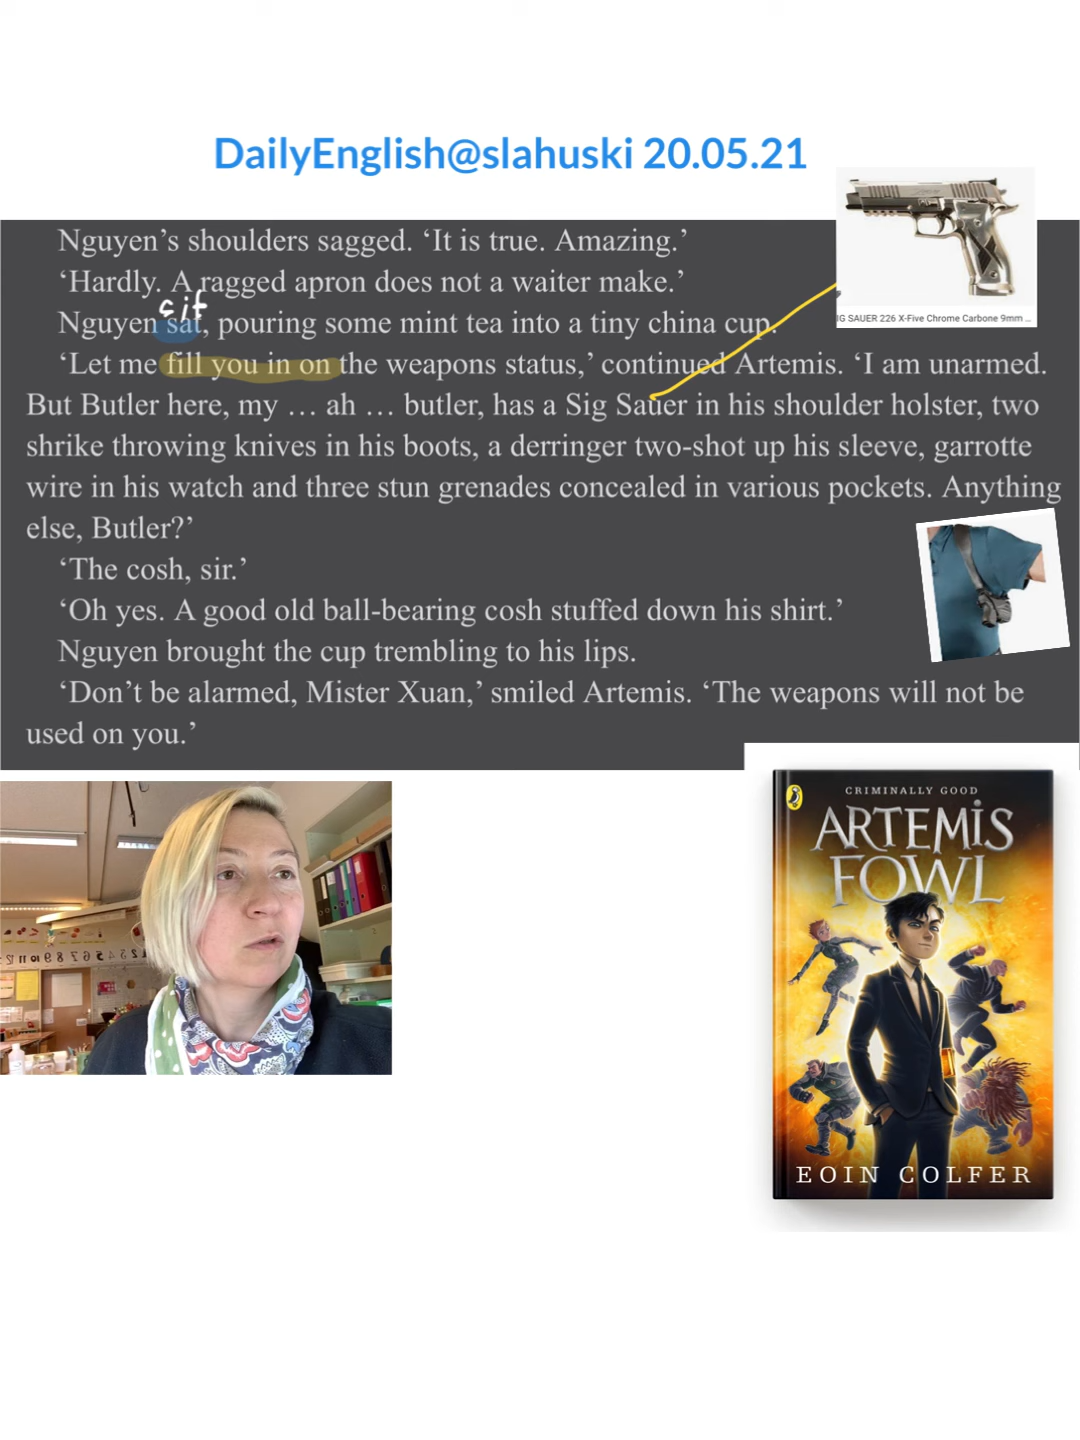 DailyEnglish@slahuski 20.05.21
IG SAUER 226 X-Five Chrome Carbone 9mm ...
Nguyen’s shoulders sagged. ‘It is true. Amazing.’
‘Hardly. A ragged apron does not a waiter make.’
sit
Nguyen sat, pouring some mint tea into a tiny china cup.
‘Let me fill you in on the weapons status,’ continued Artemis. ‘I am unarmed.
But Butler here, my … ah … butler, has a Sig Sauer in his shoulder holster, two
shrike throwing knives in his boots, a derringer two-shot up his sleeve, garrotte
wire in his watch and three stun grenades concealed in various pockets. Anything
else, Butler?’
‘The cosh, sir.’
‘Oh yes. A good old ball-bearing cosh stuffed down his shirt.’
Nguyen brought the cup trembling to his lips.
‘Don’t be alarmed, Mister Xuan,’ smiled Artemis. ‘The weapons will not be
used on you.’
CRIMINALLY GOOD
ARTEMIS
FOWL
EOIN COLFER